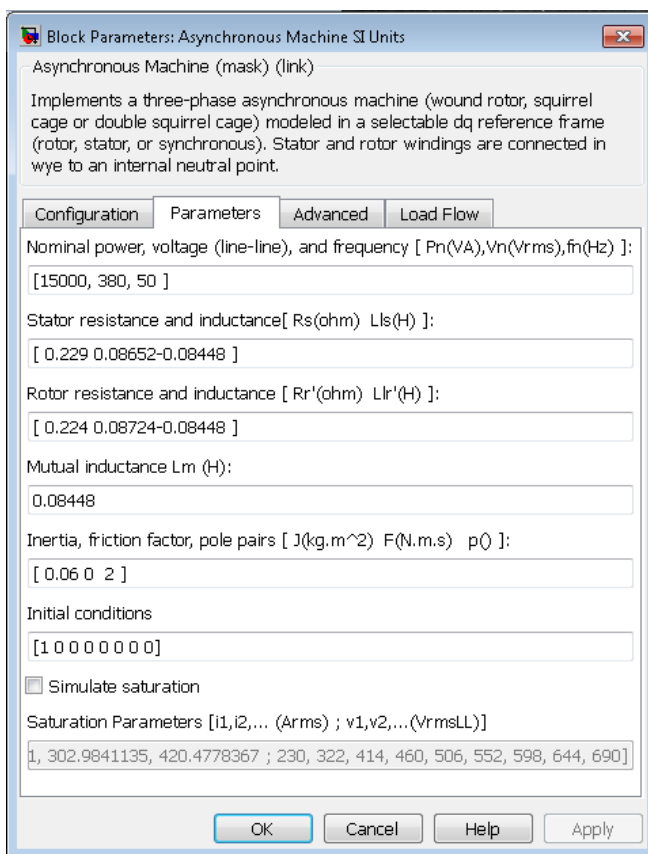 Block Parameters: Asynchronous Machine SI Units
Asynchronous Machine (mask) (link)
Implements a three-phase asynchronous machine (wound rotor, squirrel
cage or double squirrel cage) modeled in a selectable dq reference frame
(rotor, stator, or synchronous). Stator and rotor windings are connected in
wye to an internal neutral point.
Configuration Parameters Advanced Load Flow
Nominal power, voltage (line-line), and frequency [ Pn(VA),Vn(Vrms),fn(Hz) ]:
[15000, 380, 50 ]
Stator resistance and inductance[ Rs(ohm) Lls(H) ]:
[ 0.229 0.08652-0.08448 ]
Rotor resistance and inductance [ Rr'(ohm) Llr'(H) ]:
[ 0.224 0.08724-0.08448 ]
Mutual inductance Lm (H):
0.08448
Inertia, friction factor, pole pairs [ J(kg.m^2) F(N.m.s) p() ]:
[ 0.06 0 2 ]
Initial conditions
[1 0 0 0 0 0 0 0]
Simulate saturation
Saturation Parameters [i1,i2,... (Arms) ; v1,v2,...(VrmsLL)]
1, 302.9841135, 420.4778367 ; 230, 322, 414, 460, 506, 552, 598, 644, 690]
OK Cancel Help Apply